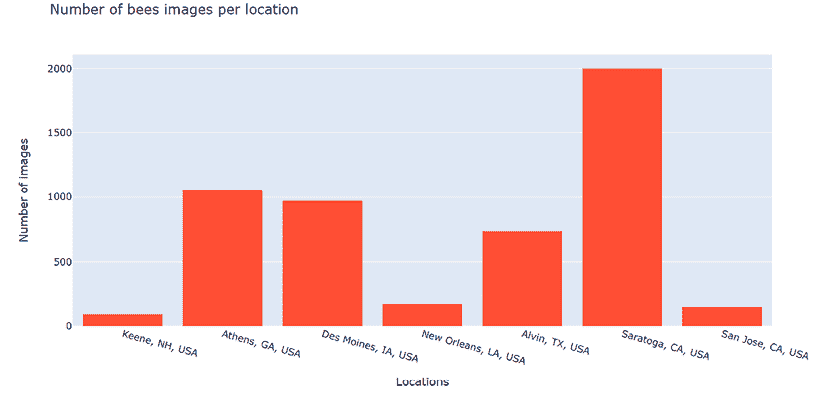 Number of bees images per location
2000
1500
1000
500
0
Number of images
Keene, NH, USA
Athens, GA, USA
Des Moines, IA, USA
New Orleans, LA, USA
Alvin, TX, USA
Saratoga, CA, USA
San Jose, CA, USA
Locations